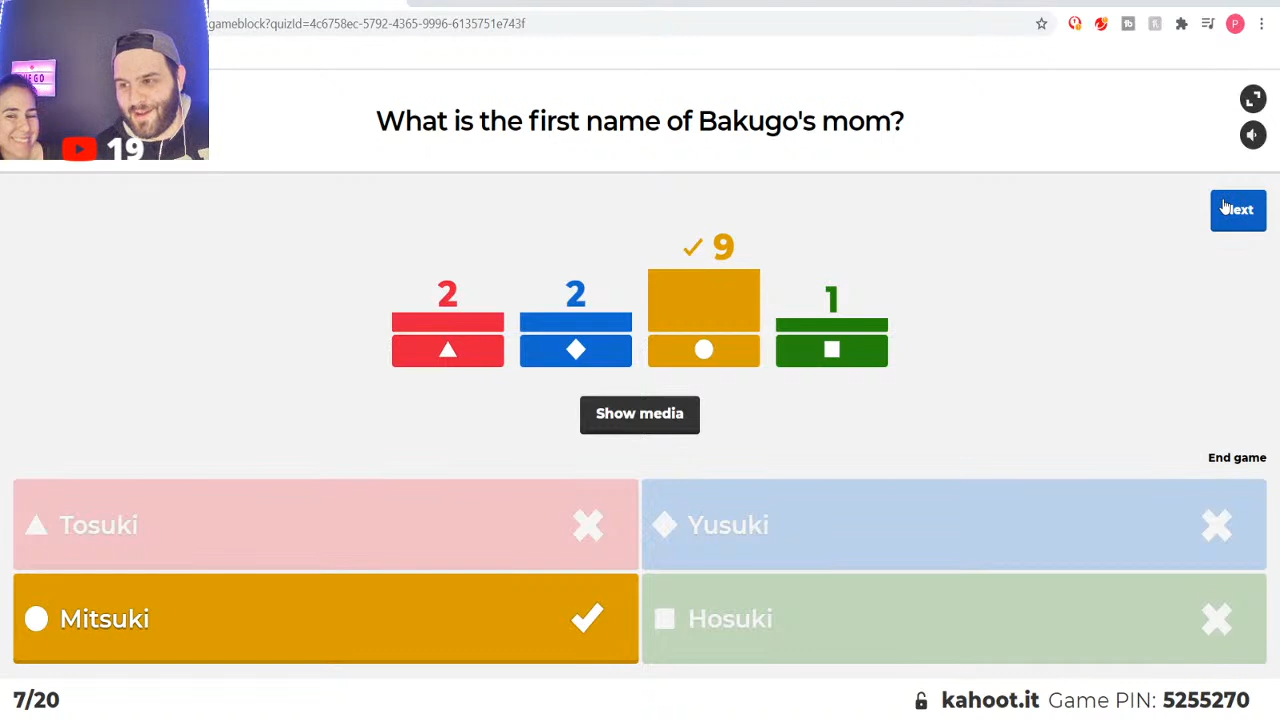 gameblock?quizId=4c6758ec-5792-4365-9996-6135751e743f
P
GO
19
What is the first name of Bakugo's mom?
Next
2
2
9
1
Show media
End game
Tosuki
Yusuki
Mitsuki
Hosuki
7/20
kahoot.it Game PIN: 5255270